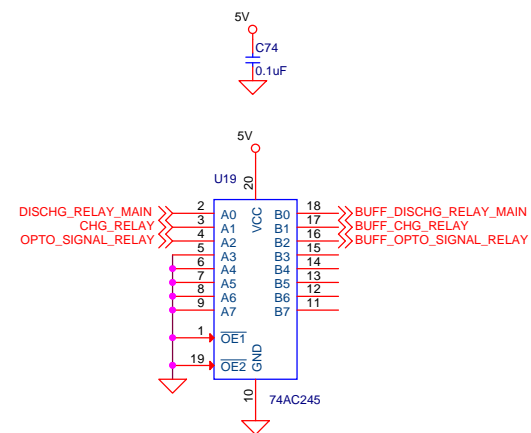 5V
C74
0.1uF
5V
U19
20
VCC
DISCHG_RELAY_MAIN 2 A0 B0 18 BUFF_DISCHG_RELAY_MAIN
CHG_RELAY 3 A1 B1 17 BUFF_CHG_RELAY
OPTO_SIGNAL_RELAY 4 A2 B2 16 BUFF_OPTO_SIGNAL_RELAY
5 A3 B3 15
6 A4 B4 14
7 A5 B5 13
8 A6 B6 12
9 A7 B7 11
1 OE1
19 OE2
GND
10
74AC245